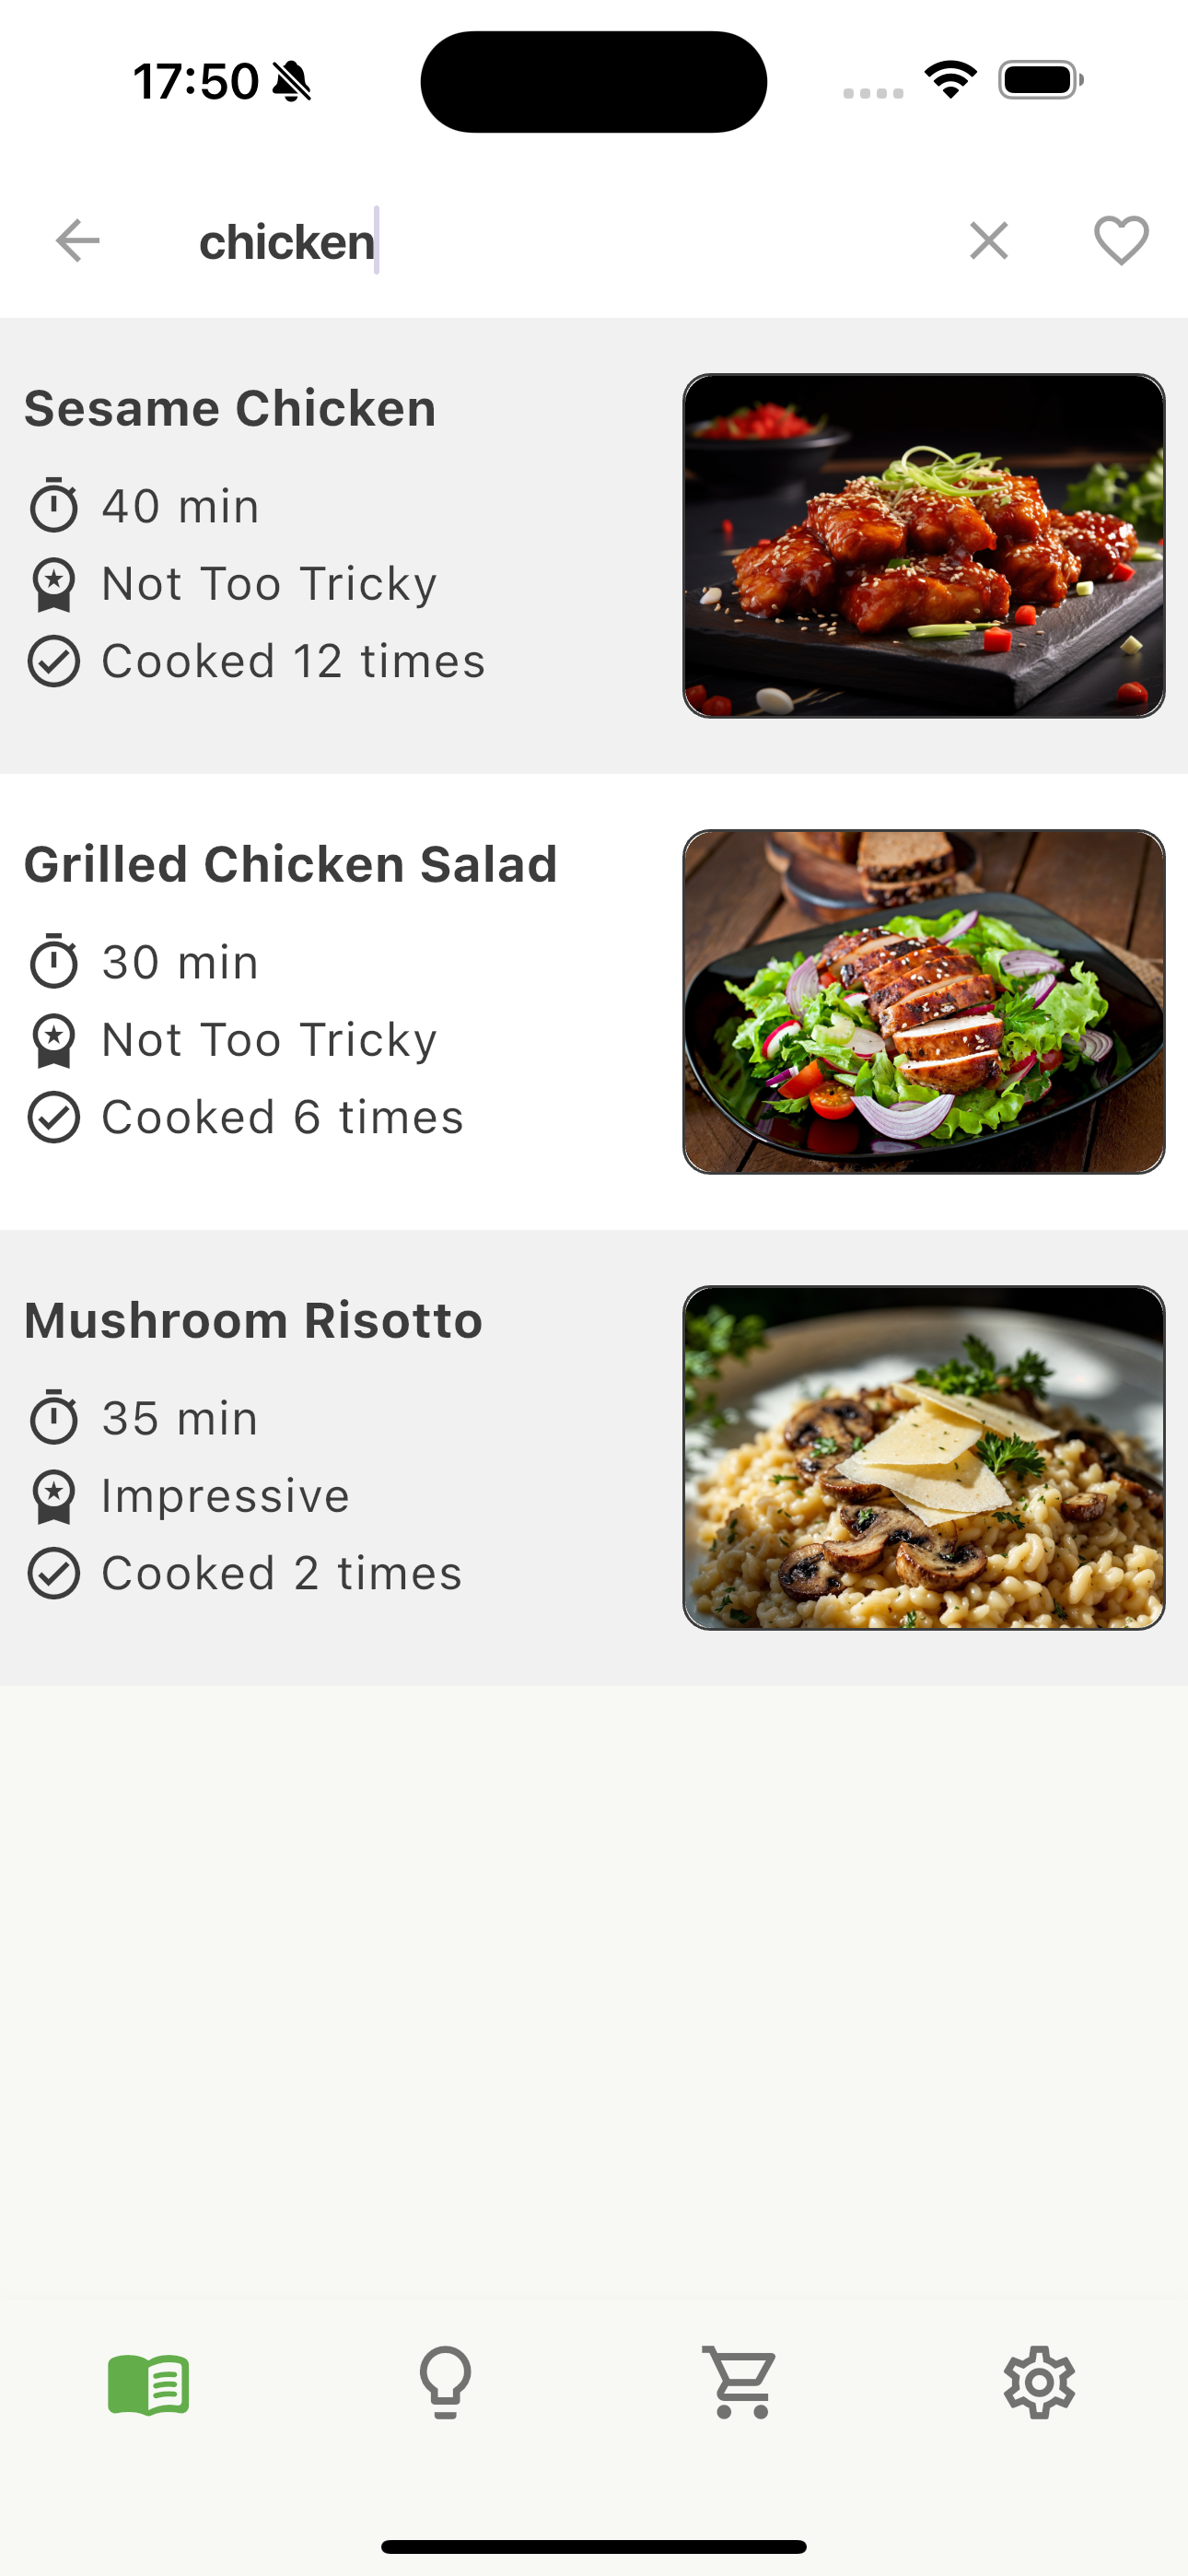 17:50
chicken
Sesame Chicken
40 min
Not Too Tricky
Cooked 12 times
Grilled Chicken Salad
30 min
Not Too Tricky
Cooked 6 times
Mushroom Risotto
35 min
Impressive
Cooked 2 times